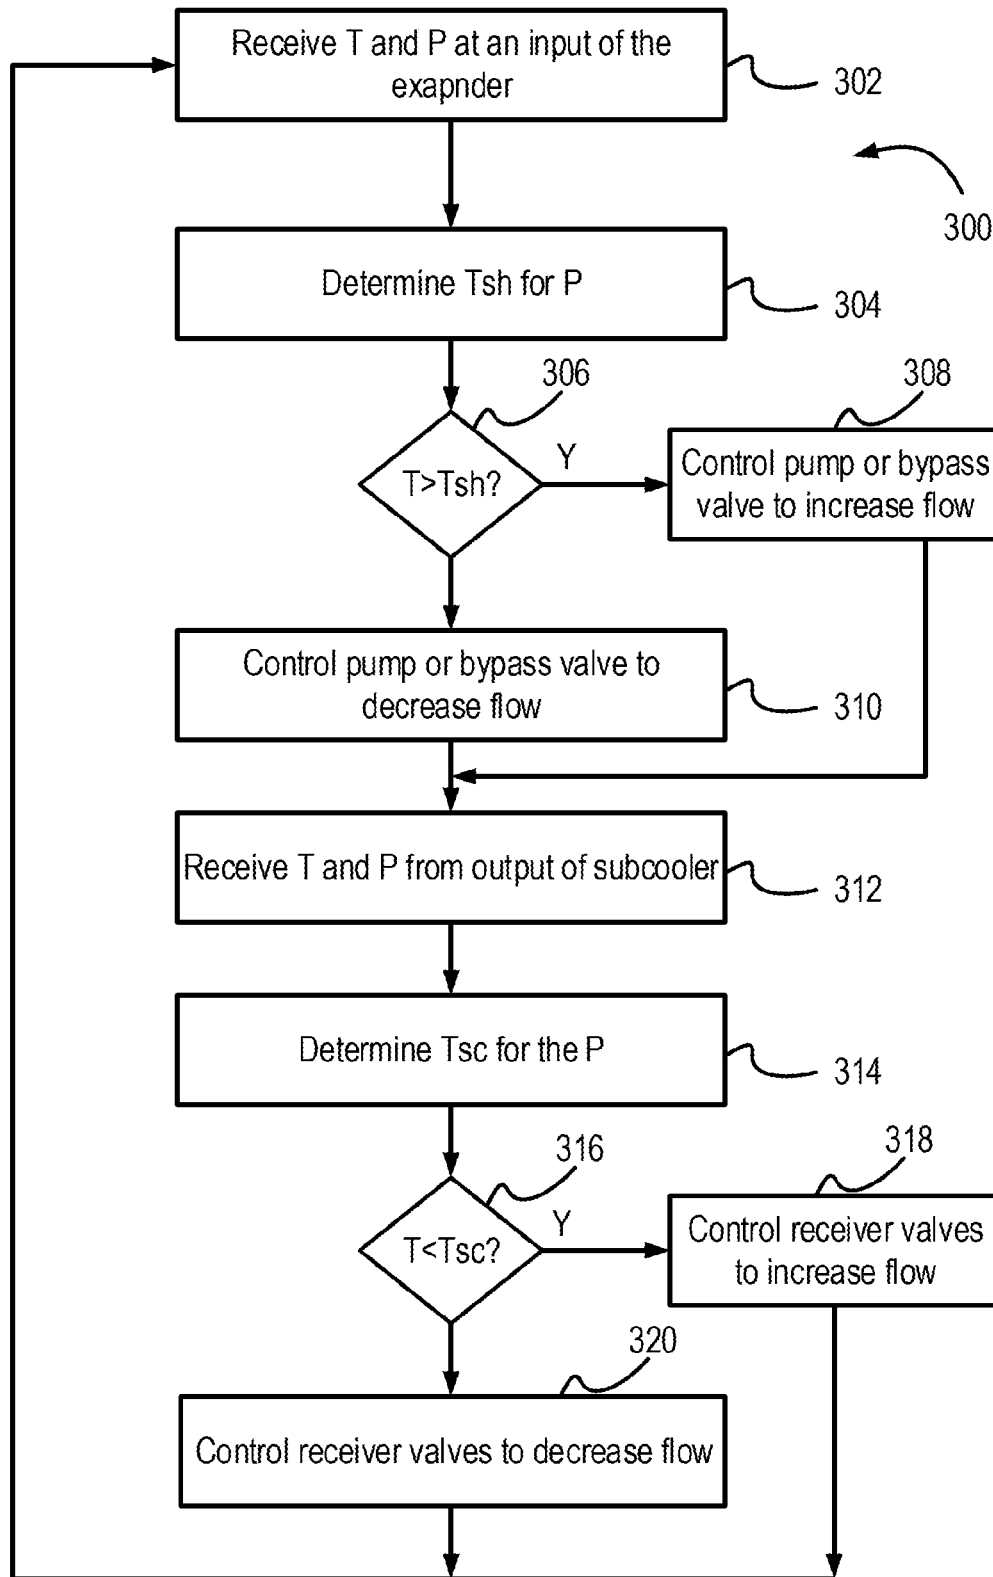 Receive T and P at an input of the
exapnder
302
300
Determine Tsh for P
304
306
T>Tsh?
Y
308
Control pump or bypass
valve to increase flow
Control pump or bypass valve to
decrease flow
310
Receive T and P from output of subcooler
312
Determine Tsc for the P
314
316
T<Tsc?
Y
318
Control receiver valves
to increase flow
320
Control receiver valves to decrease flow